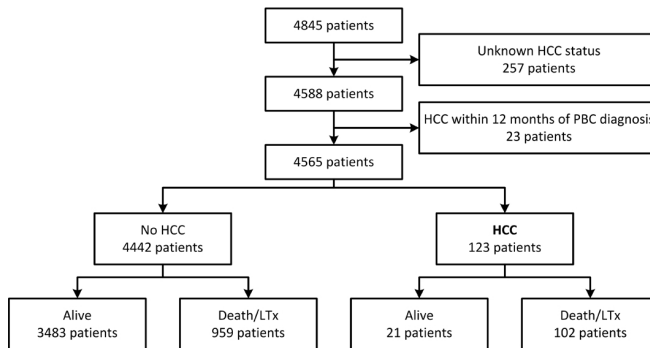 4845 patients
Unknown HCC status
257 patients
4588 patients
HCC within 12 months of PBC diagnosis
23 patients
4565 patients
No HCC
4442 patients
HCC
123 patients
Alive
3483 patients
Death/LTx
959 patients
Alive
21 patients
Death/LTx
102 patients